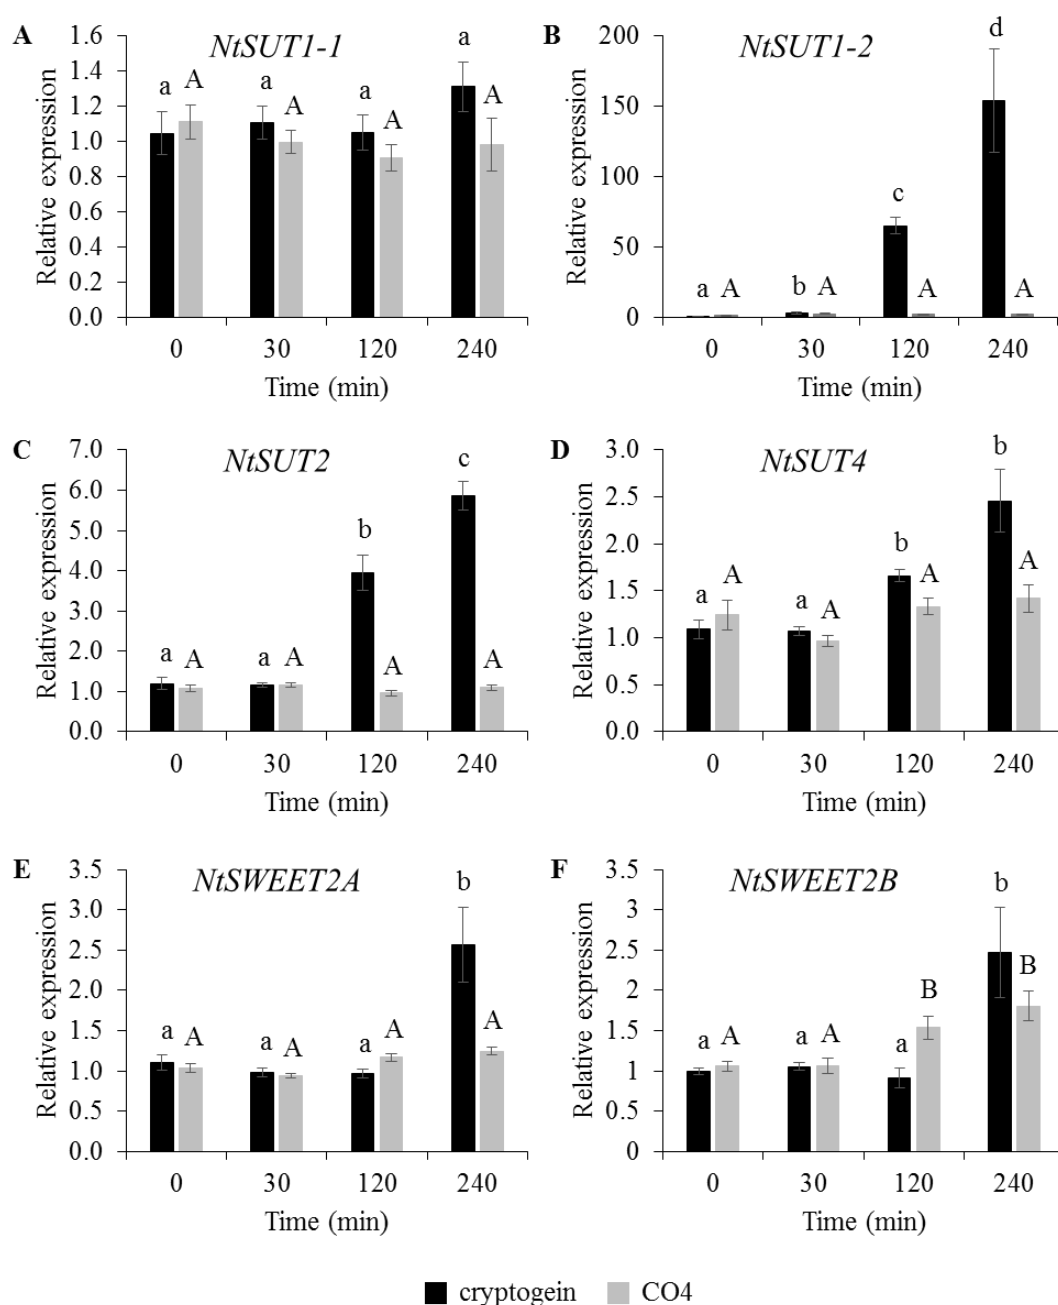 A NtSUT1-1
Relative expression
1.6
1.4
1.2
1.0
0.8
0.6
0.4
0.2
0.0
a A a A a A a A
0 30 120 240
Time (min)
B NtSUT1-2
Relative expression
200
150
100
50
0
a A b A c A d A
0 30 120 240
Time (min)
C NtSUT2
Relative expression
7.0
6.0
5.0
4.0
3.0
2.0
1.0
0.0
a A a A b A c A
0 30 120 240
Time (min)
D NtSUT4
Relative expression
3.0
2.5
2.0
1.5
1.0
0.5
0.0
a A a A b A b A
0 30 120 240
Time (min)
E NtSWEET2A
Relative expression
3.5
3.0
2.5
2.0
1.5
1.0
0.5
0.0
a A a A a A b A
0 30 120 240
Time (min)
F NtSWEET2B
Relative expression
3.5
3
2.5
2
1.5
1
0.5
0
a A a A a B b B
0 30 120 240
Time (min)
cryptogein CO4